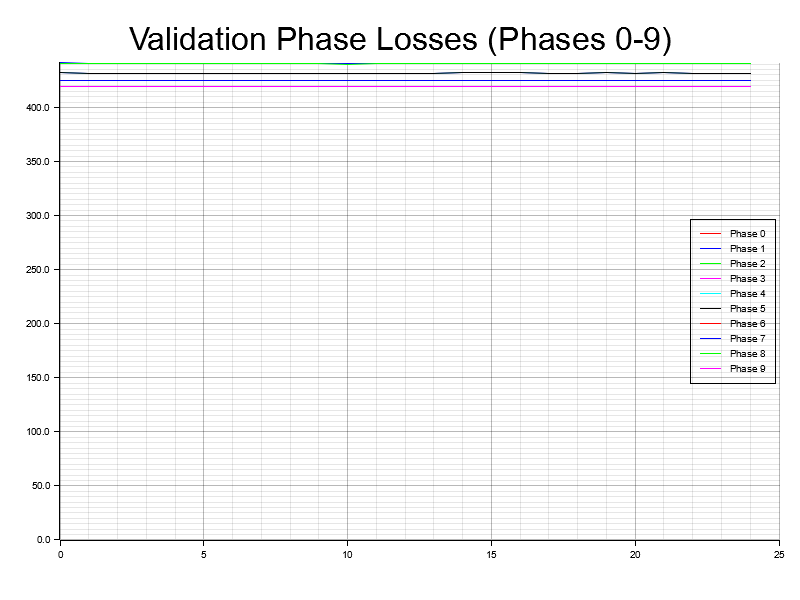 Validation Phase Losses (Phases 0-9)
400.0
350.0
300.0
250.0
200.0
150.0
100.0
50.0
0.0
0 5 10 15 20 25
Phase 0
Phase 1
Phase 2
Phase 3
Phase 4
Phase 5
Phase 6
Phase 7
Phase 8
Phase 9